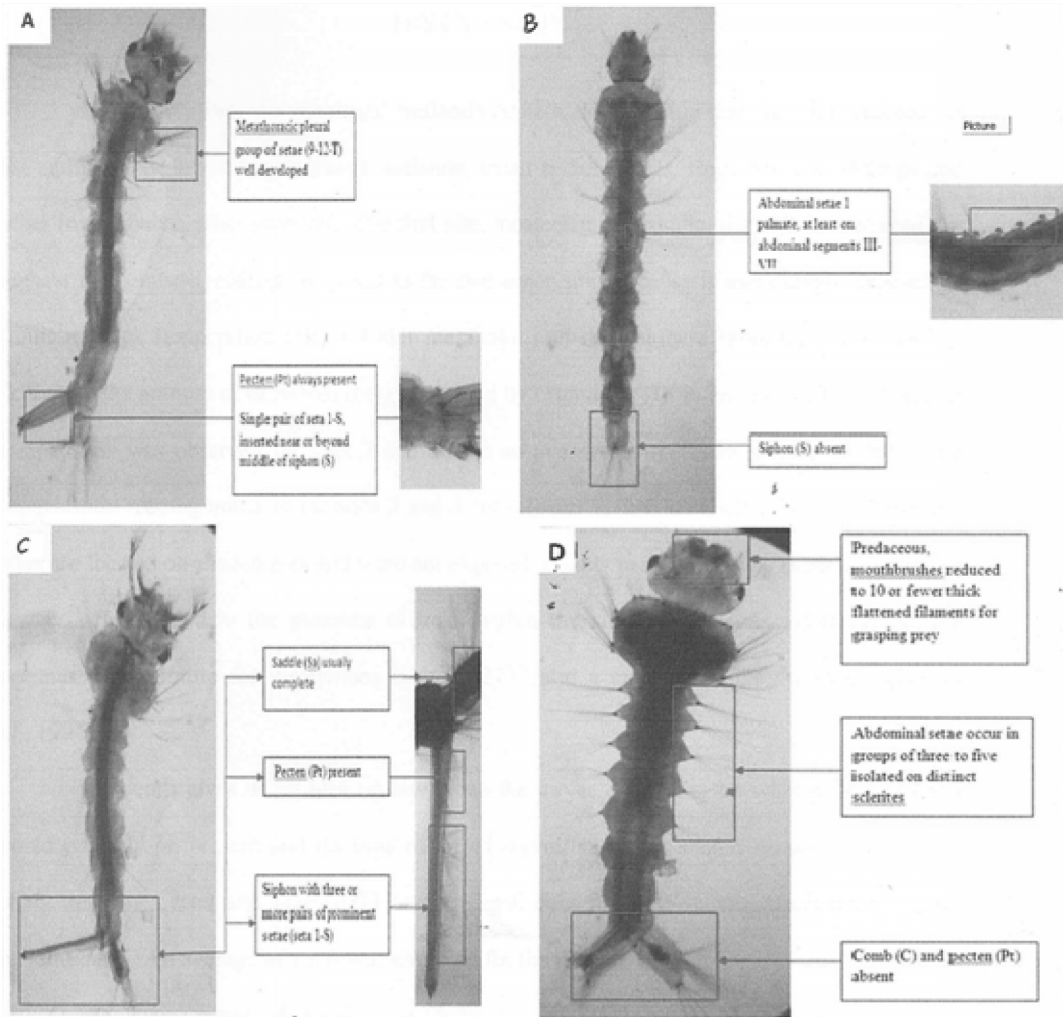 A
Metathoracic pleural
group of setae (9-12-T)
well developed
Pecten (Pt) always present
Single pair of seta 1-S,
inserted near or beyond
middle of siphon (S)
B
Picture
Abdominal setae 1
palmate, at least on
abdominal segments III-
VII
Siphon (S) absent
C
Saddle (Sa) usually
complete
Pecten (Pt) present
Siphon with three or
more pairs of prominent
setae (seta 1-S)
D
Predaceous,
mouthbrushes reduced
to 10 or fewer thick
flattened filaments for
grasping prey
Abdominal setae occur in
groups of three to five
isolated on distinct
sclerites
Comb (C) and pecten (Pt)
absent